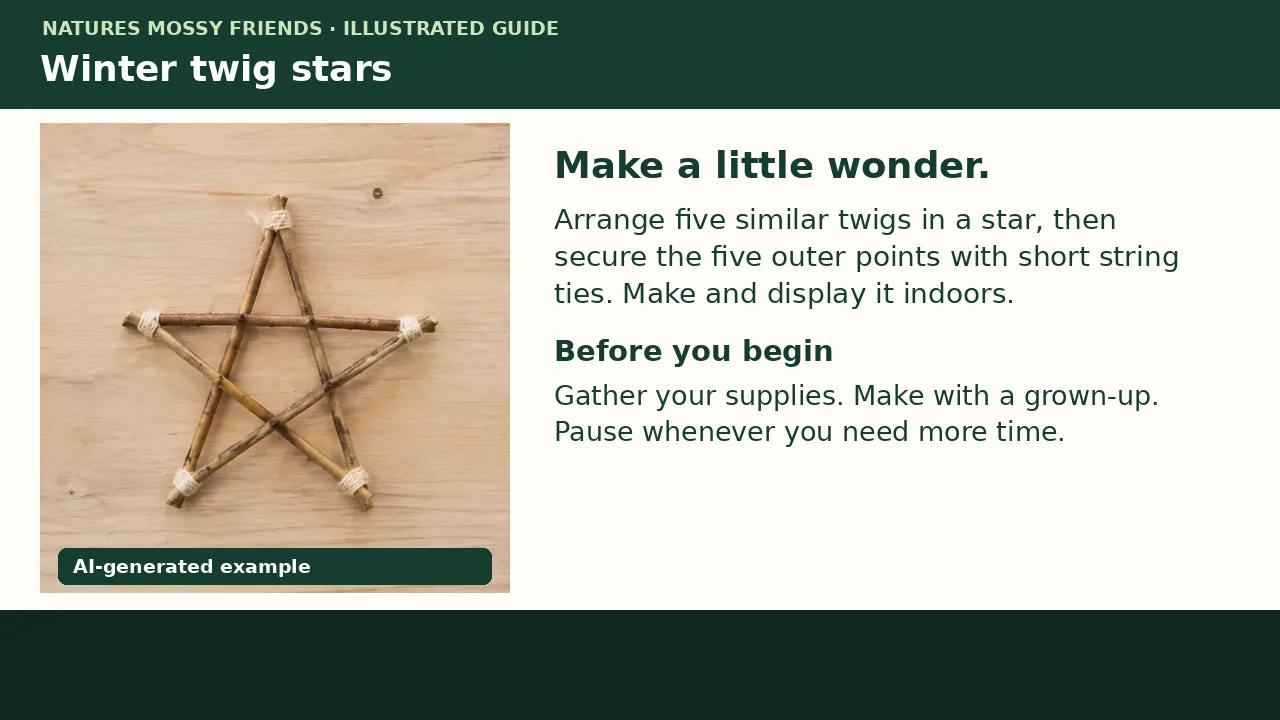 NATURES MOSSY FRIENDS · ILLUSTRATED GUIDE
Winter twig stars
Make a little wonder.
Arrange five similar twigs in a star, then
secure the five outer points with short string
ties. Make and display it indoors.
Before you begin
Gather your supplies. Make with a grown-up.
Pause whenever you need more time.
AI-generated example